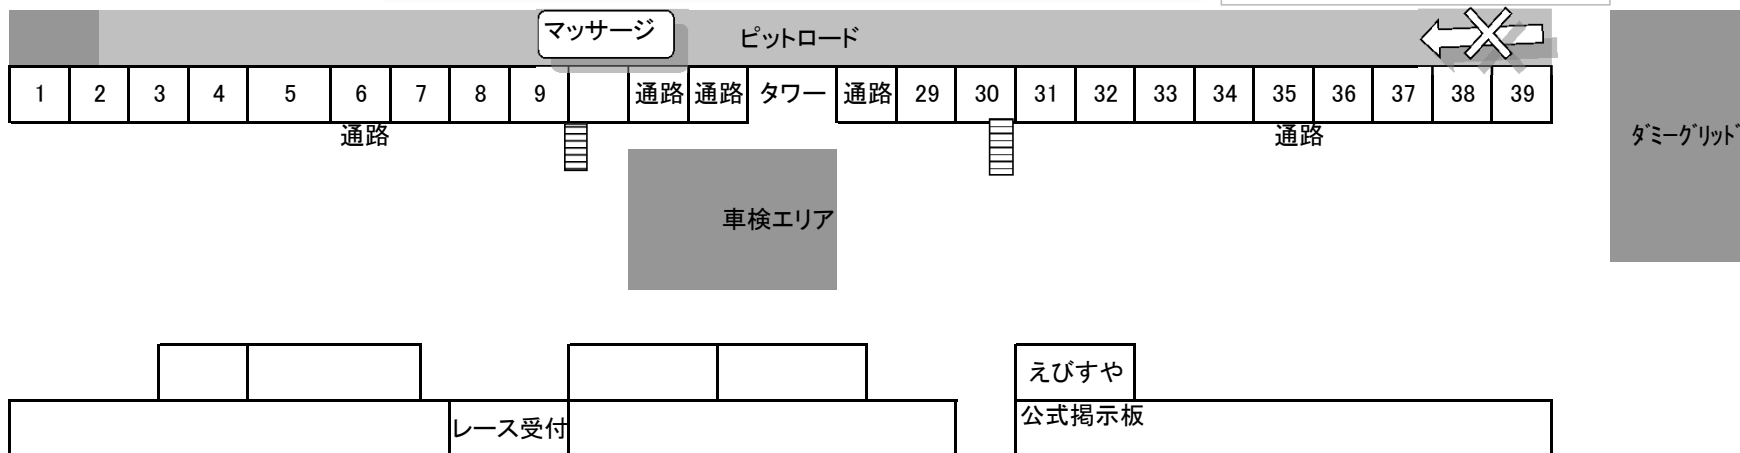 マッサージ
ピットロード
1 2 3 4 5 6 7 8 9 通路 通路 タワー 通路 29 30 31 32 33 34 35 36 37 38 39
通路 通路 ダミーグリッド
車検エリア
えびすや
レース受付 公式掲示板